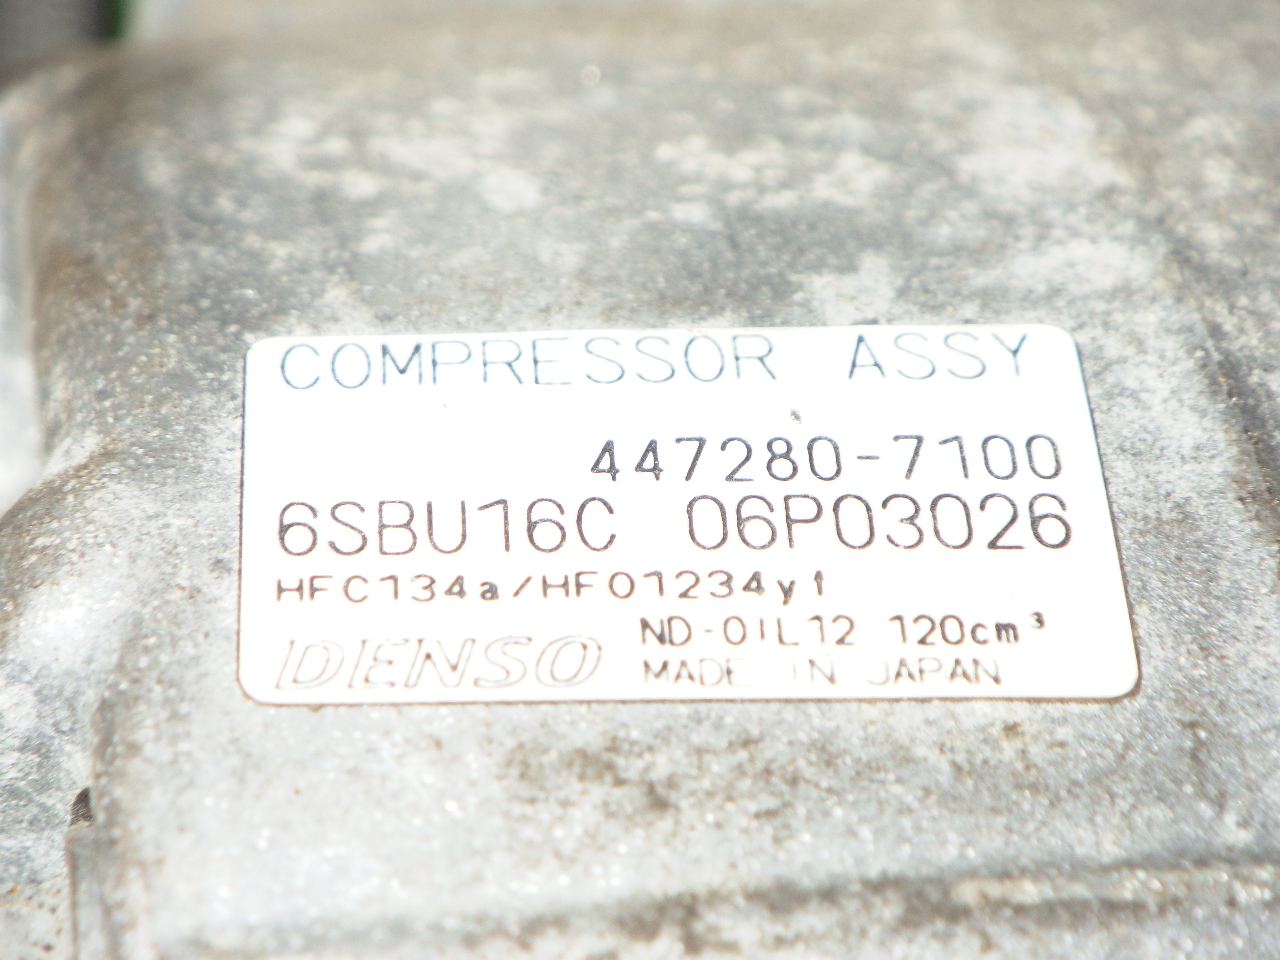 COMPRESSOR ASSY
447280-7100
6SBU16C 06P03026
HFC134a/HFO1234yf
ND-OIL12 120cm³
DENSO MADE IN JAPAN